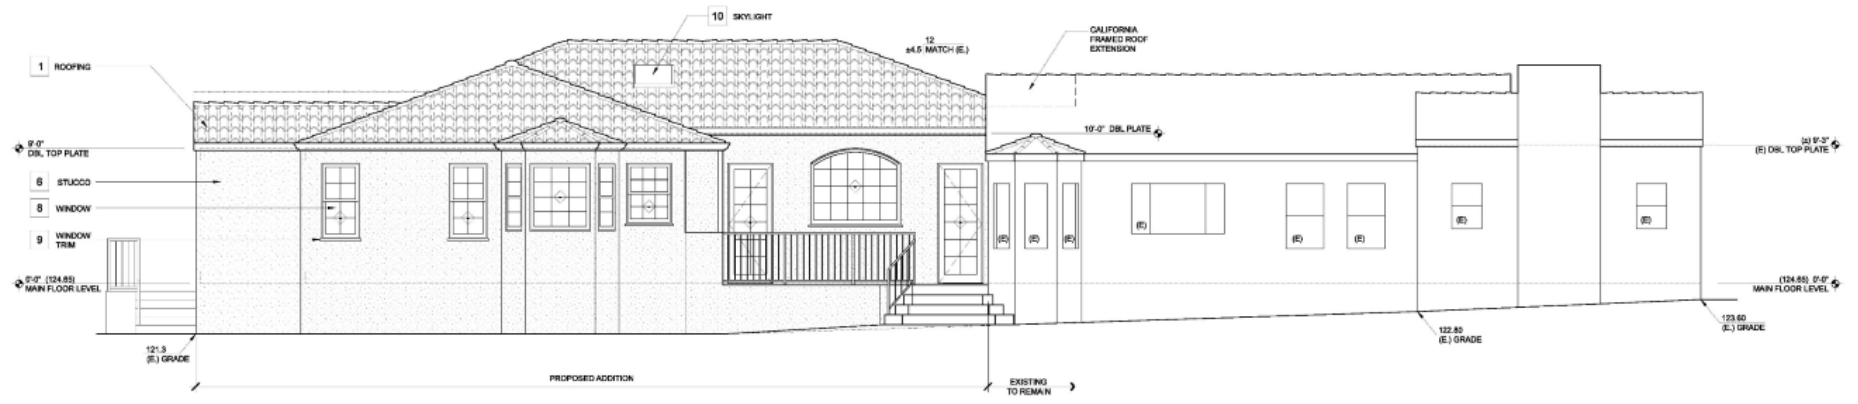 10 SKYLIGHT
12
±4.5 MATCH (E.)
CALIFORNIA
FRAMED ROOF
EXTENSION
1 ROOFING
10'-0" DBL PLATE
9'-0"
DBL TOP PLATE
(±) 9'-3"
(E) DBL TOP PLATE
6 STUCCO
8 WINDOW
9 WINDOW
TRIM
(E)
(E)
(E)
(E)
(E)
(E)
(E)
(E)
0'-0" (124.65)
MAIN FLOOR LEVEL
(124.65) 0'-0"
MAIN FLOOR LEVEL
121.3
(E.) GRADE
122.80
(E.) GRADE
123.60
(E.) GRADE
PROPOSED ADDITION
EXISTING
TO REMAIN